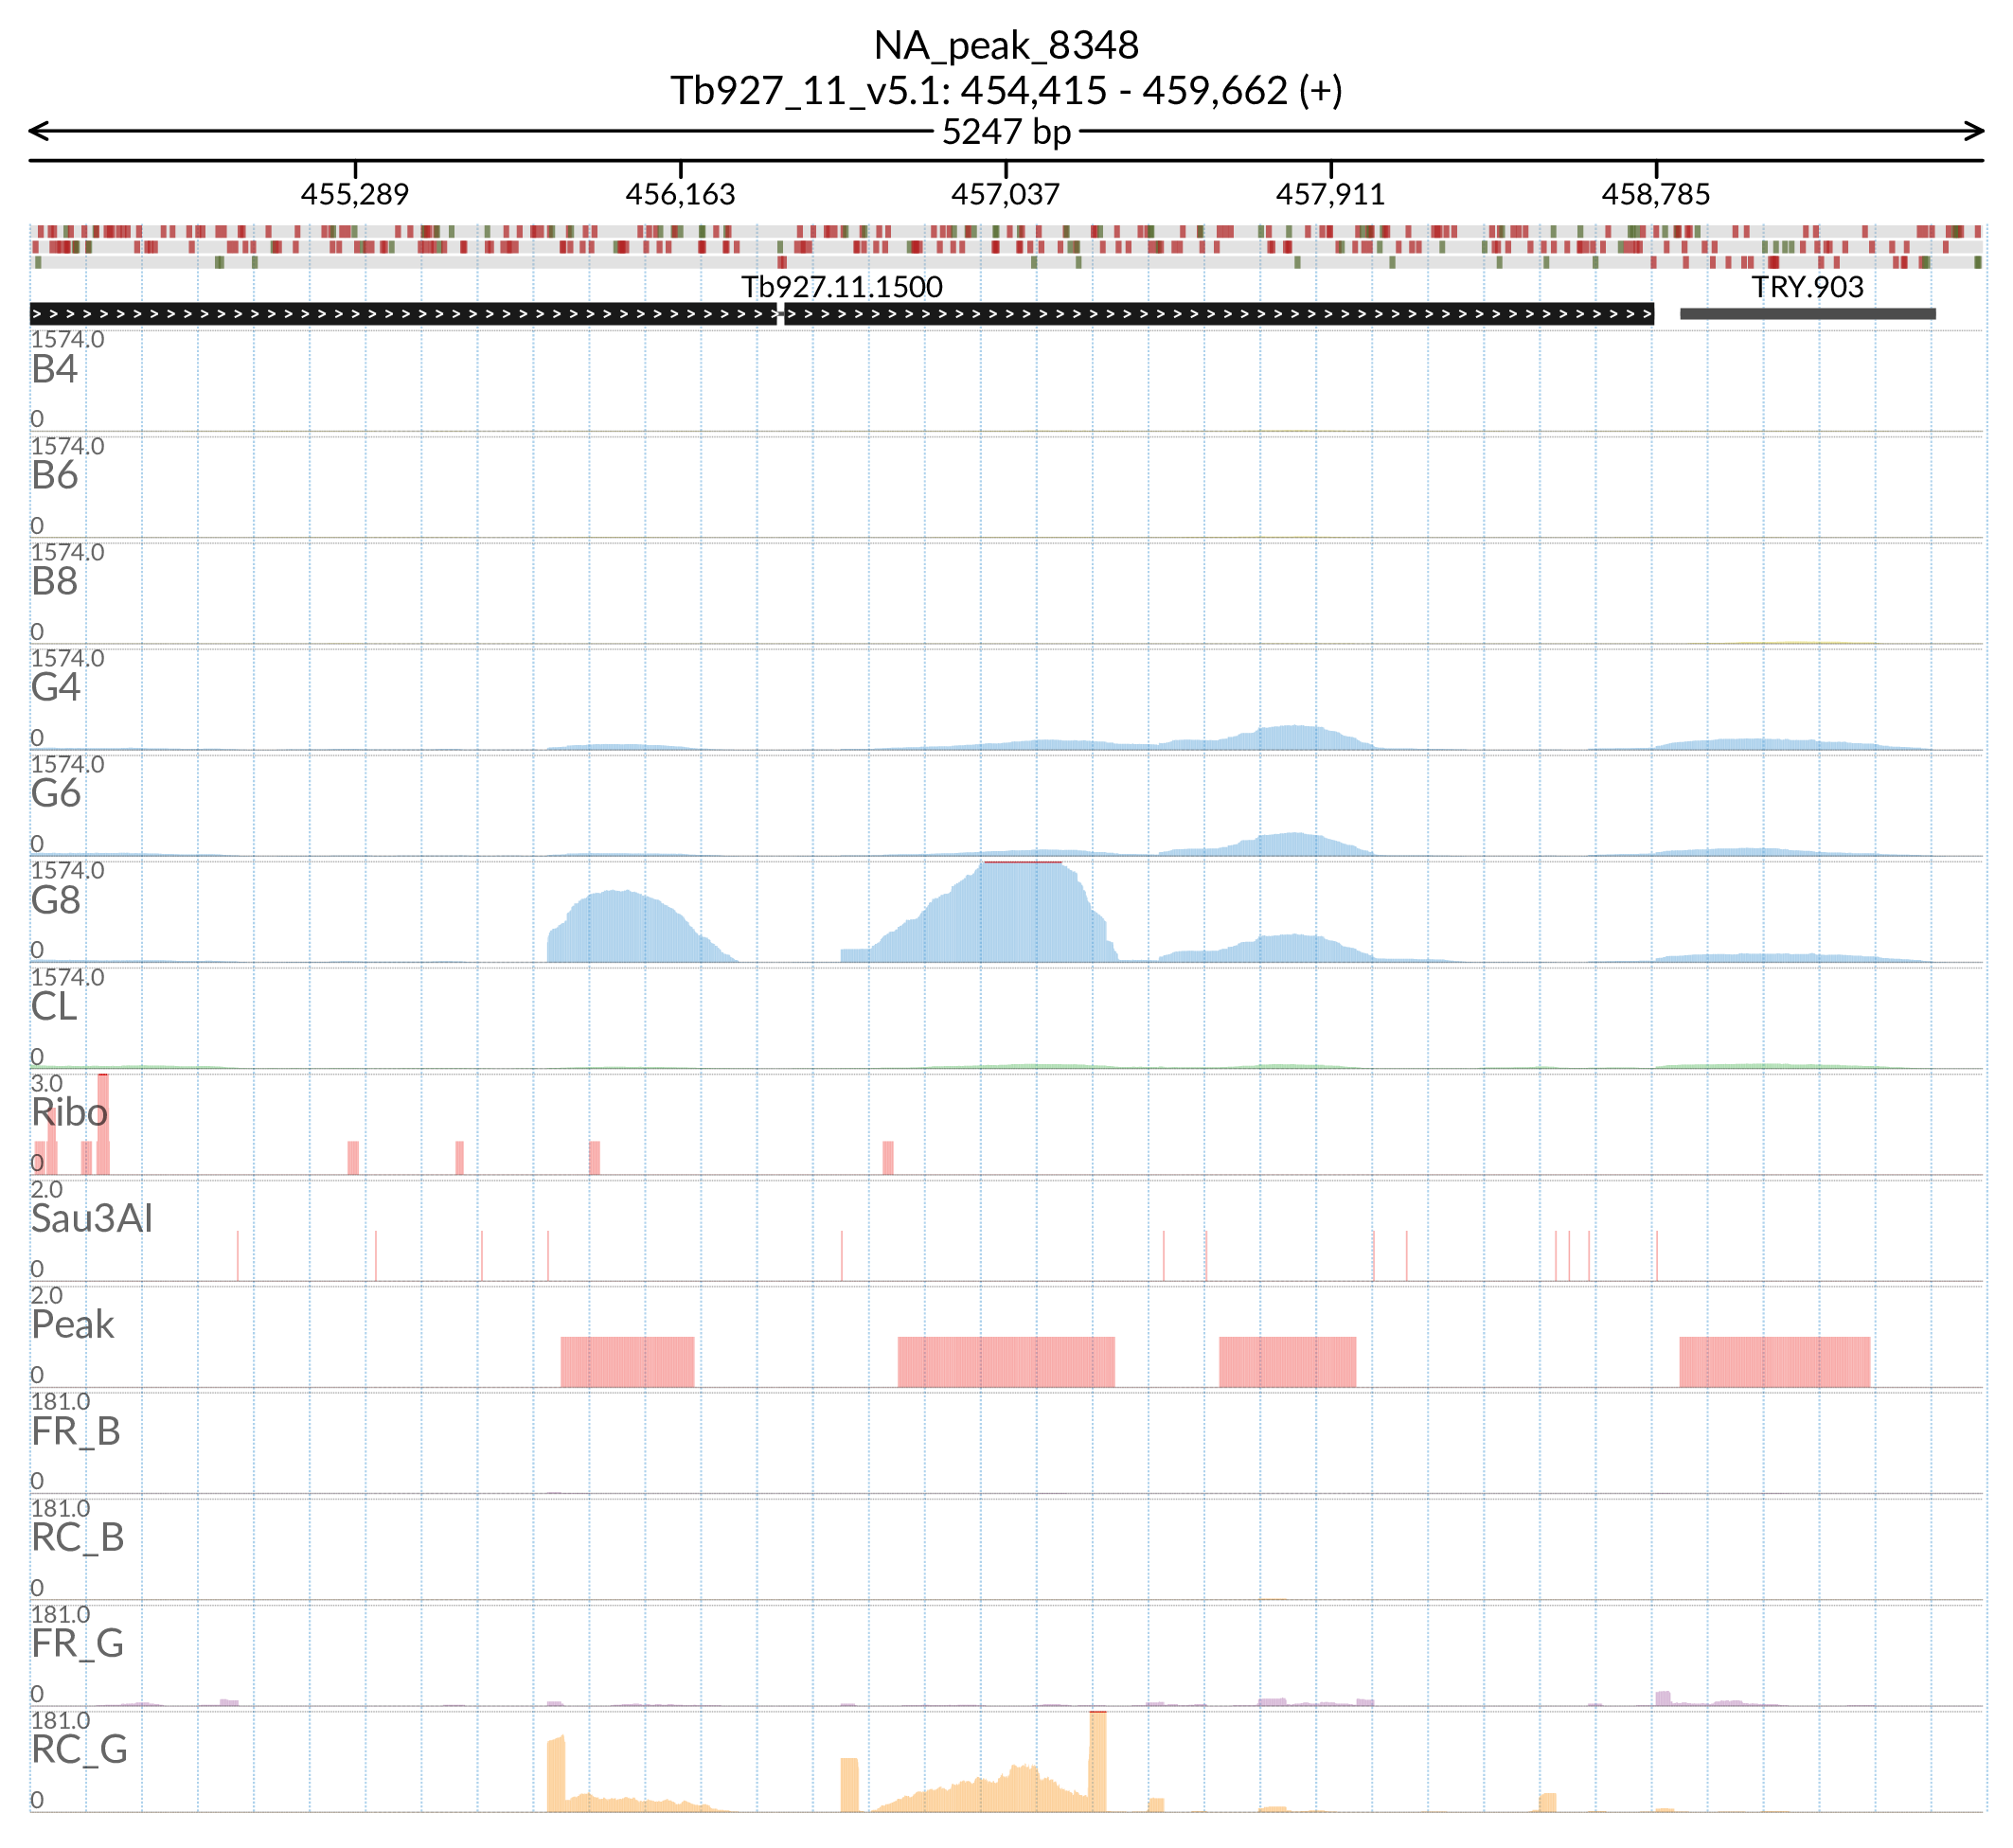 NA_peak_8348
Tb927_11_v5.1: 454,415 - 459,662 (+)
5247 bp
455,289 456,163 457,037 457,911 458,785
Tb927.11.1500 TRY.903
1574.0
B4
0
1574.0
B6
0
1574.0
B8
0
1574.0
G4
0
1574.0
G6
0
1574.0
G8
0
1574.0
CL
0
3.0
Ribo
0
2.0
Sau3AI
0
2.0
Peak
0
181.0
FR_B
0
181.0
RC_B
0
181.0
FR_G
0
181.0
RC_G
0